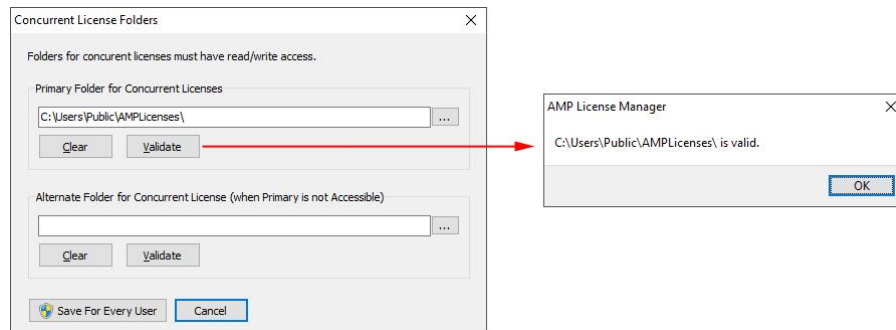 Concurrent License Folders
Folders for concurent licenses must have read/write access.
Primary Folder for Concurrent Licenses
C:\Users\Public\AMPLicenses\
...
Clear
Validate
Alternate Folder for Concurrent License (when Primary is not Accessible)
...
Clear
Validate
Save For Every User
Cancel
AMP License Manager
C:\Users\Public\AMPLicenses\ is valid.
OK